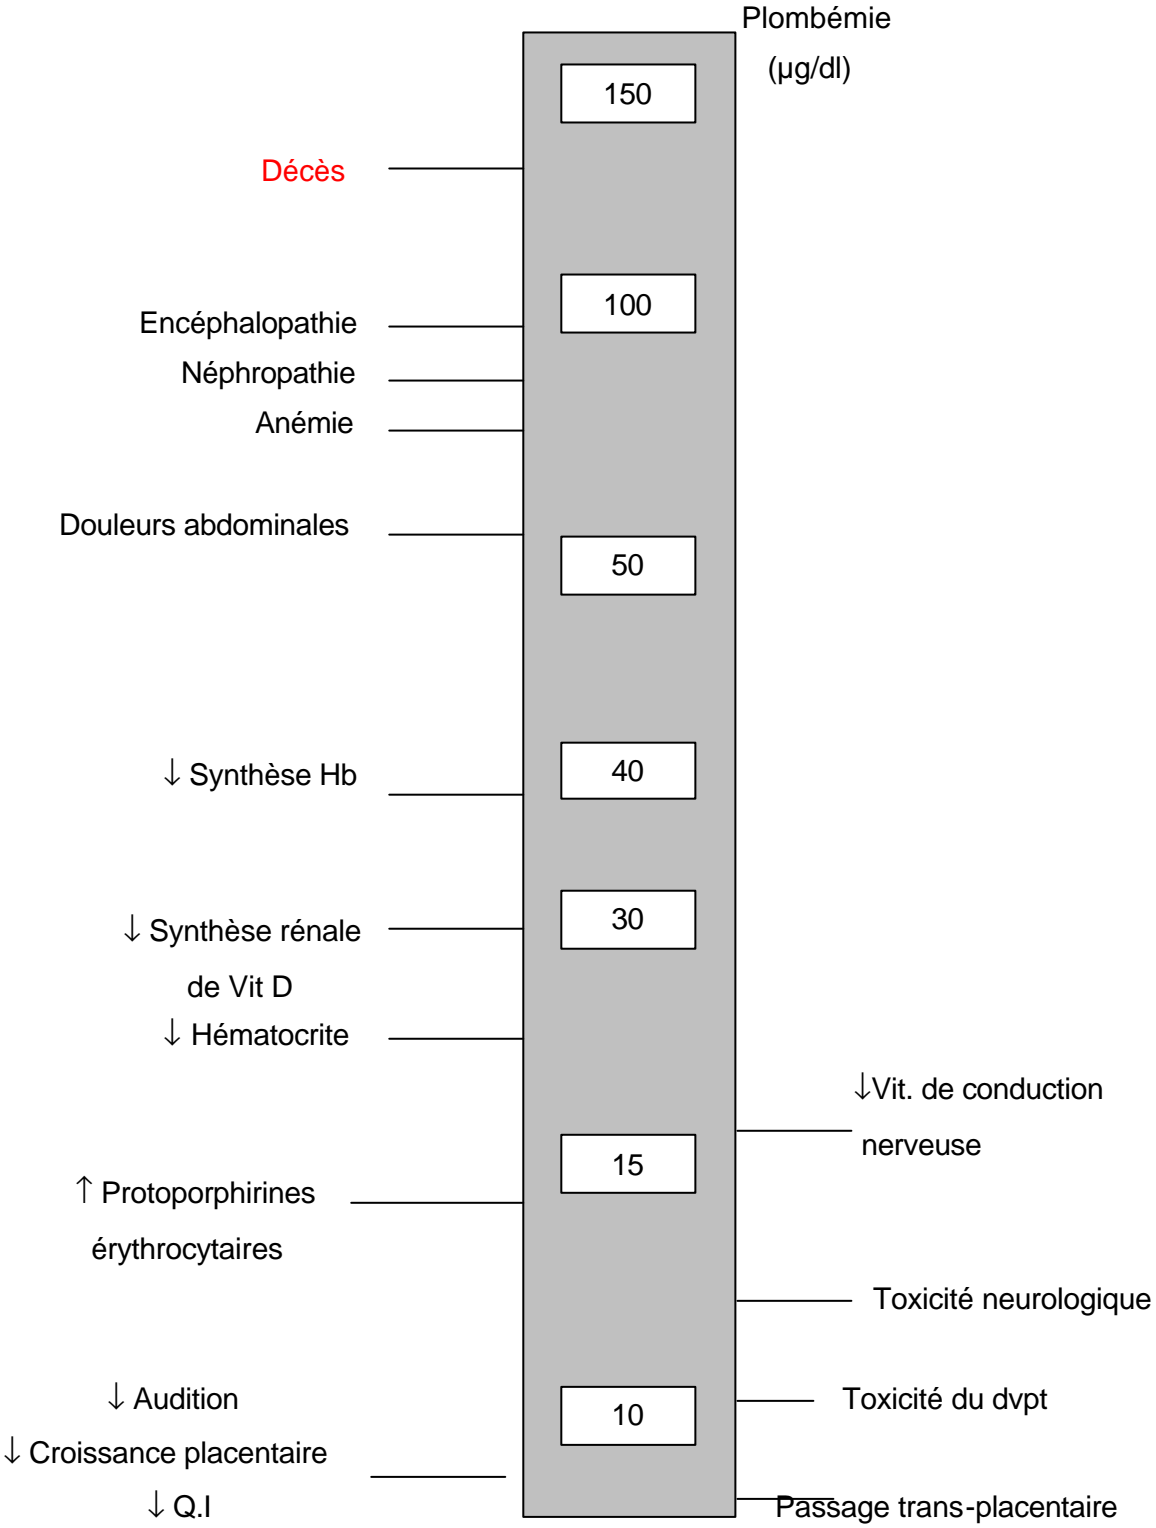 Plombémie
(µg/dl)
150
Décès
100
Encéphalopathie
Néphropathie
Anémie
Douleurs abdominales
50
↓ Synthèse Hb
40
30
↓ Synthèse rénale
de Vit D
↓ Hématocrite
↓Vit. de conduction
nerveuse
15
↑ Protoporphirines
érythrocytaires
Toxicité neurologique
↓ Audition
10
Toxicité du dvpt
↓ Croissance placentaire
↓ Q.I
Passage trans-placentaire